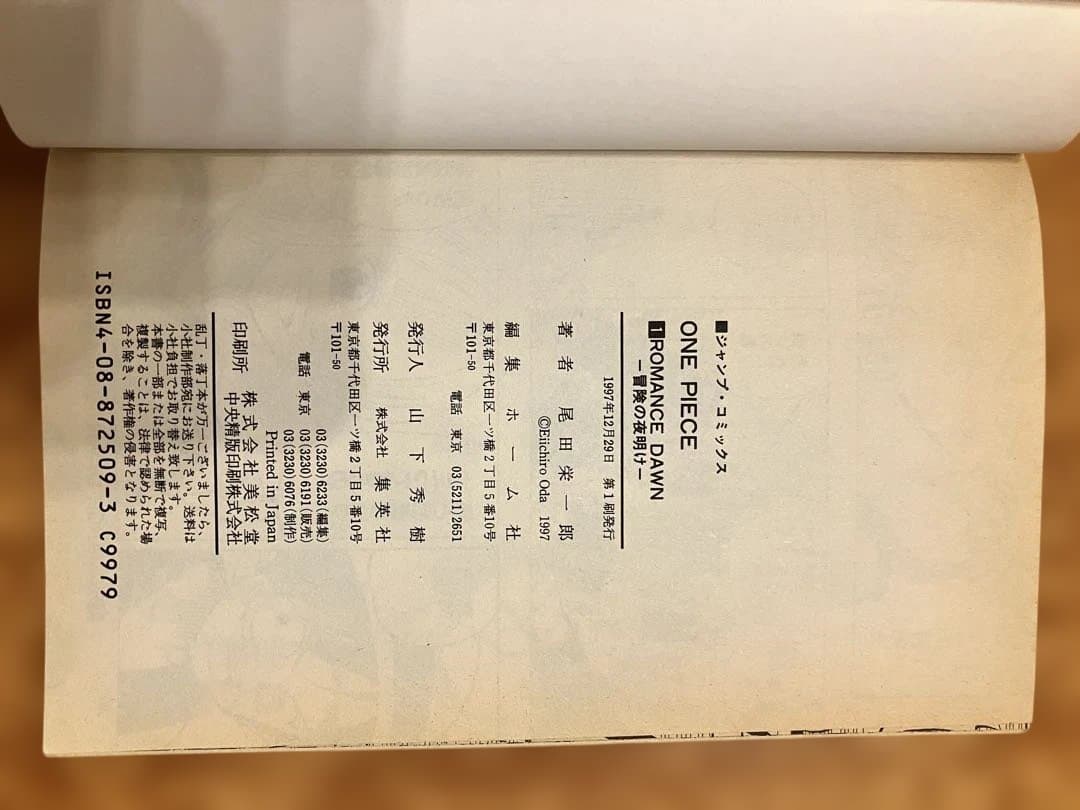 ■ジャンプ・コミックス
ONE PIECE
1 ROMANCE DAWN
ー冒険の夜明けー
1997年12月29日 第1刷発行
著者 尾田栄一郎
©Eiichiro Oda 1997
編集 ホーム社
東京都千代田区一ツ橋2丁目5番10号
〒101-50
電話 東京 03(5211)2651
発行人 山下秀樹
発行所 株式会社 集英社
東京都千代田区一ツ橋2丁目5番10号
〒101-50
03(3230)6233(編集)
電話 東京 03(3230)6191(販売)
03(3230)6076(制作)
Printed in Japan
印刷所 株式会社美松堂
中央精版印刷株式会社
乱丁・落丁本が万一ございましたら、
小社制作部宛にお送り下さい。送料は
小社負担でお取り替え致します。
本書の一部または全部を無断で複写、
複製することは、法律で認められた場
合を除き、著作権の侵害となります。
ISBN4-08-872509-3 C9979